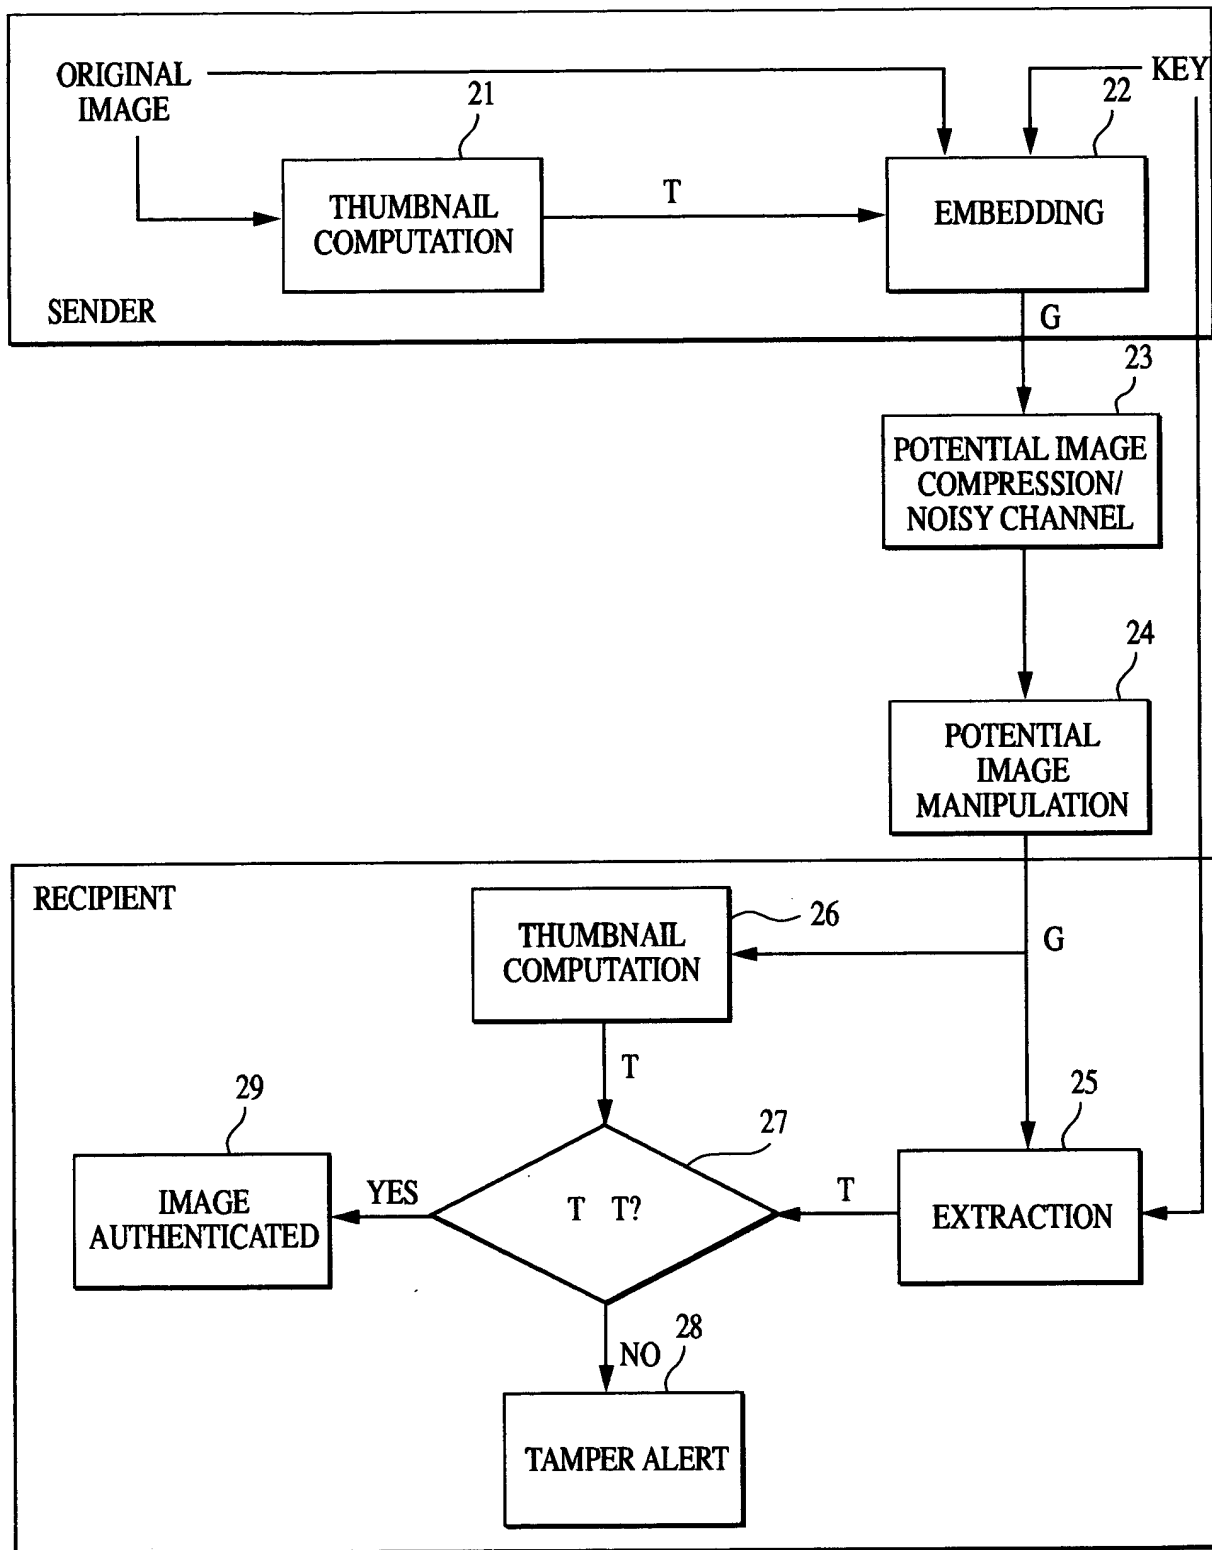 ORIGINAL
IMAGE
KEY
21
22
THUMBNAIL
COMPUTATION
T
EMBEDDING
SENDER
G
23
POTENTIAL IMAGE
COMPRESSION/
NOISY CHANNEL
24
POTENTIAL
IMAGE
MANIPULATION
RECIPIENT
THUMBNAIL
COMPUTATION
26
G
T
29
27
25
IMAGE
AUTHENTICATED
YES
T T?
T
EXTRACTION
NO
28
TAMPER ALERT